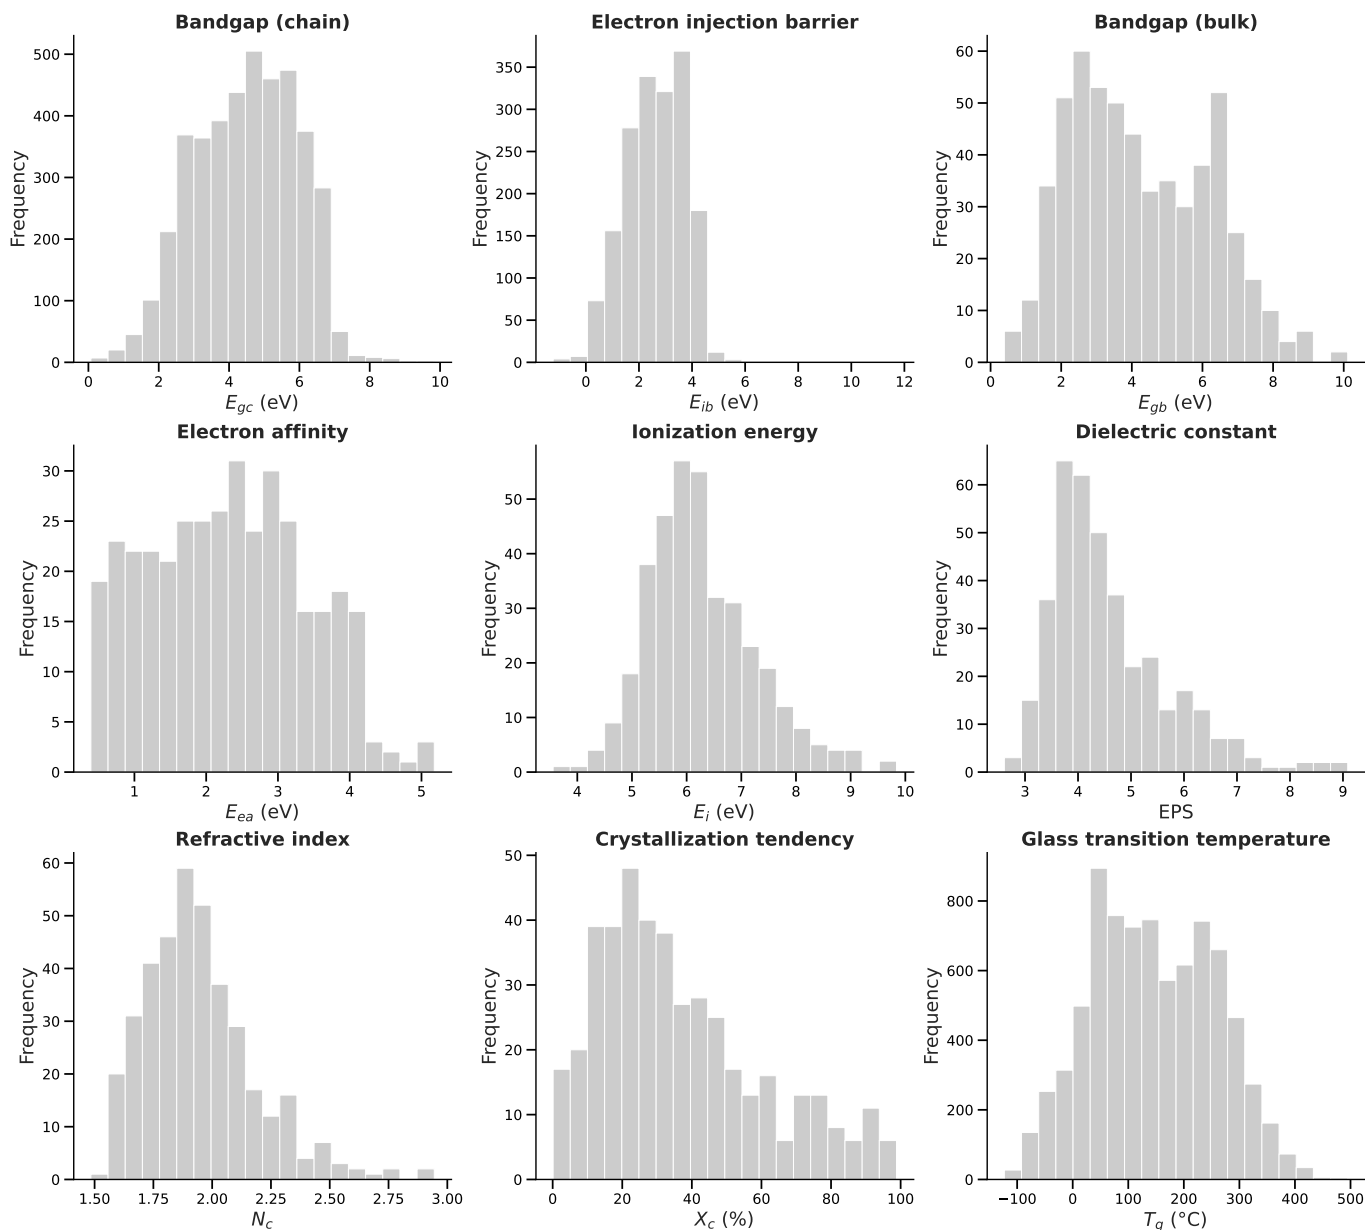 Bandgap (chain)
Frequency
500
400
300
200
100
0
0 2 4 6 8 10
E_gc (eV)
Electron injection barrier
Frequency
350
300
250
200
150
100
50
0
0 2 4 6 8 10 12
E_ib (eV)
Bandgap (bulk)
Frequency
60
50
40
30
20
10
0
0 2 4 6 8 10
E_gb (eV)
Electron affinity
Frequency
30
25
20
15
10
5
0
1 2 3 4 5
E_ea (eV)
Ionization energy
Frequency
50
40
30
20
10
0
4 5 6 7 8 9 10
E_i (eV)
Dielectric constant
Frequency
60
50
40
30
20
10
0
3 4 5 6 7 8 9
EPS
Refractive index
Frequency
60
50
40
30
20
10
0
1.50 1.75 2.00 2.25 2.50 2.75 3.00
N_c
Crystallization tendency
Frequency
50
40
30
20
10
0
0 20 40 60 80 100
X_c (%)
Glass transition temperature
Frequency
800
600
400
200
0
−100 0 100 200 300 400 500
T_g (°C)